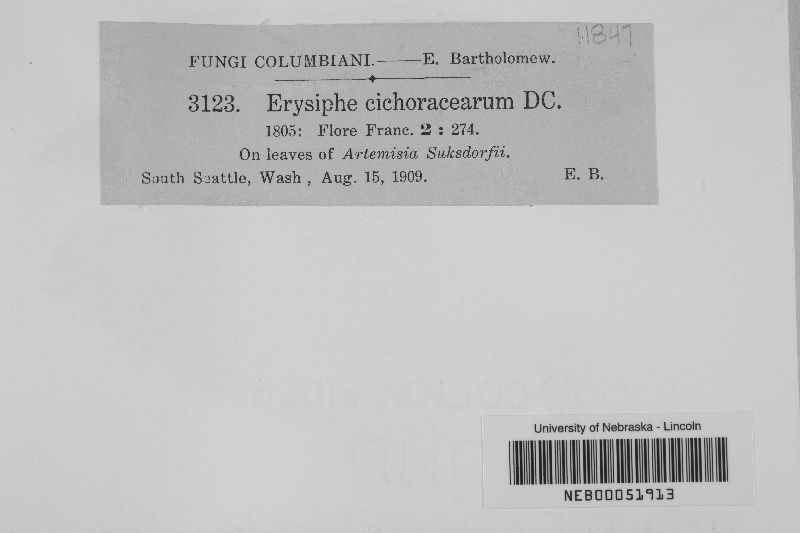 11847
FUNGI COLUMBIANI.——E. Bartholomew.
3123. Erysiphe cichoracearum DC.
1805: Flore Franc. 2 : 274.
On leaves of Artemisia Suksdorfii.
South Seattle, Wash , Aug. 15, 1909. E. B.
University of Nebraska - Lincoln
NEB00051913